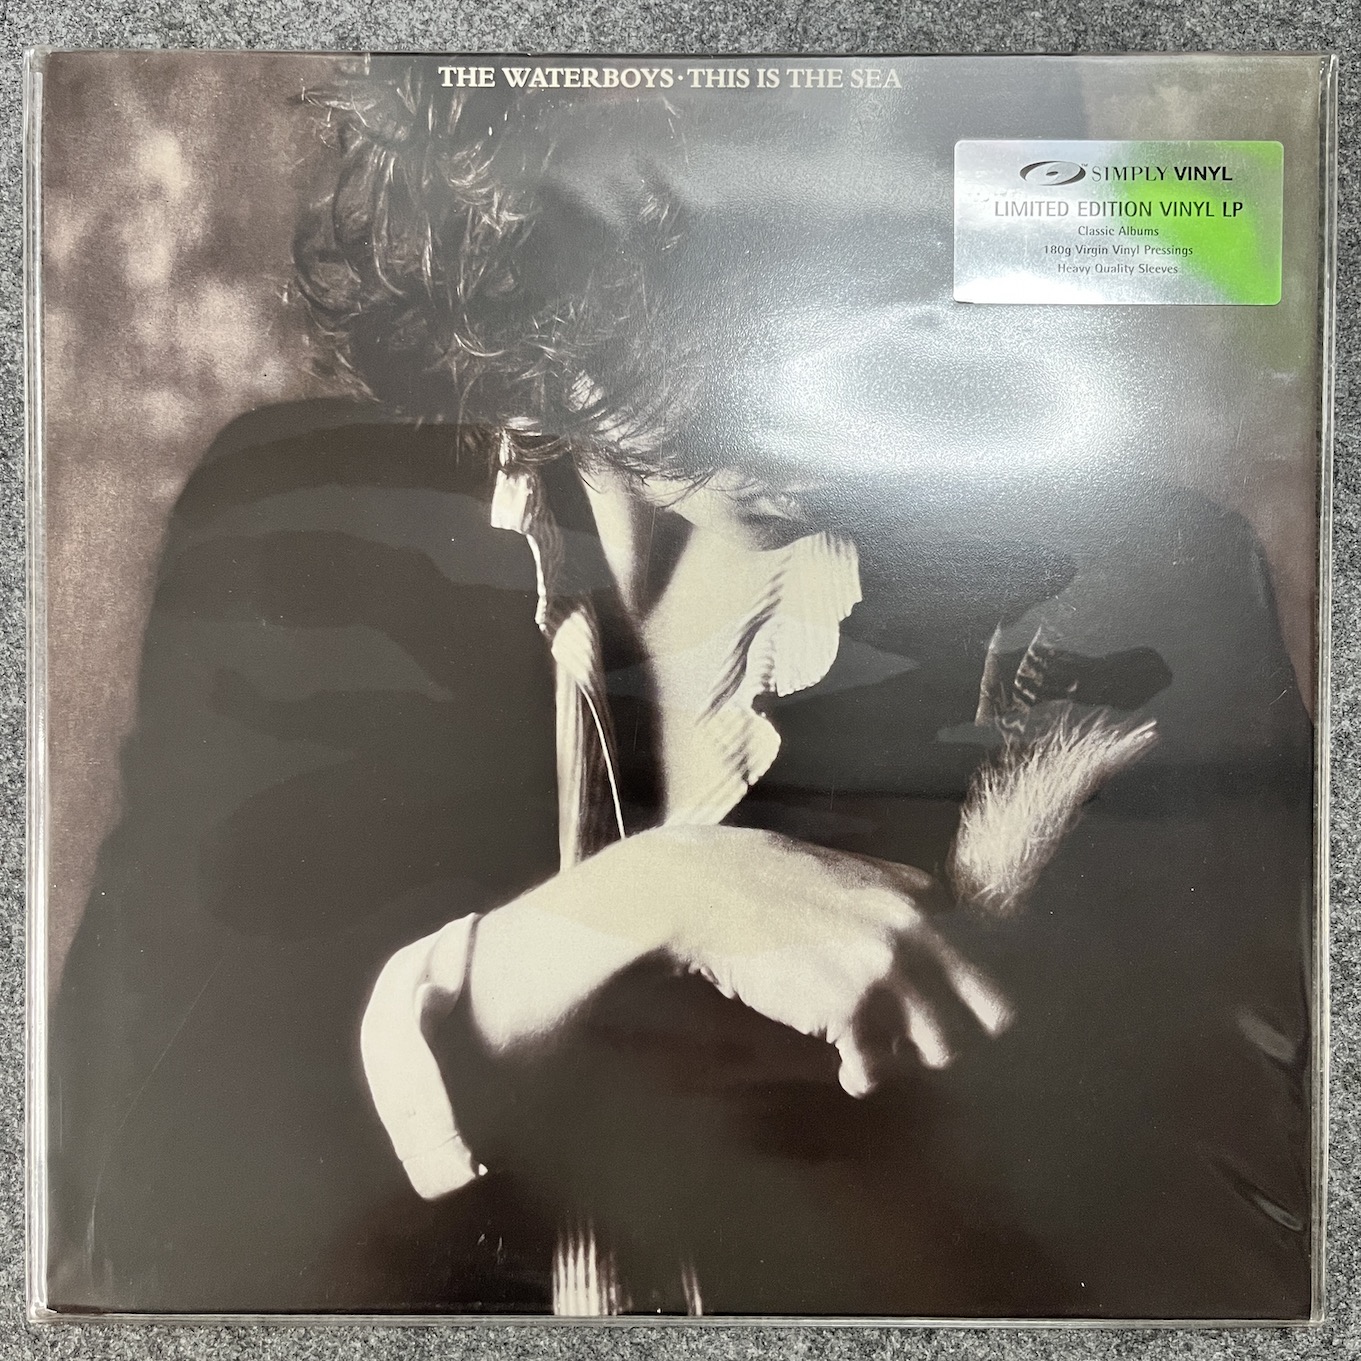 THE WATERBOYS · THIS IS THE SEA
™ SIMPLY VINYL
LIMITED EDITION VINYL LP
Classic Albums
180g Virgin Vinyl Pressings
Heavy Quality Sleeves